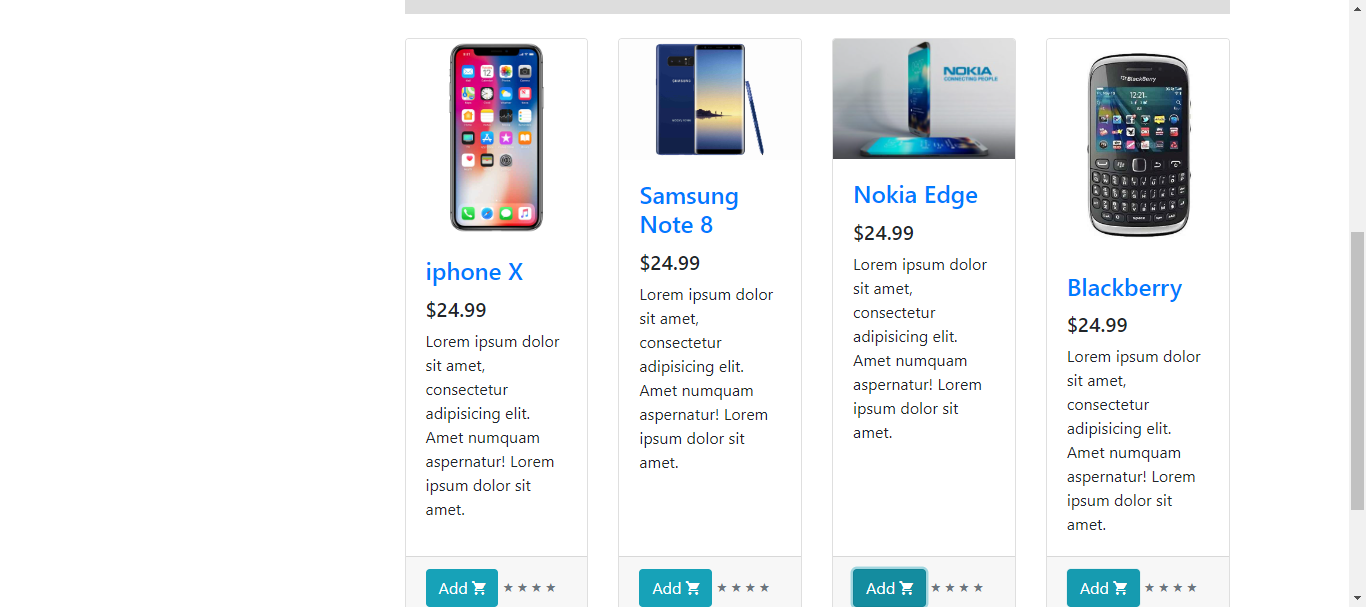 NOKIA
CONNECTING PEOPLE
BlackBerry
SAMSUNG
12:21
iphone X
$24.99
Lorem ipsum dolor
sit amet,
consectetur
adipisicing elit.
Amet numquam
aspernatur! Lorem
ipsum dolor sit
amet.
Add
Samsung
Note 8
$24.99
Lorem ipsum dolor
sit amet,
consectetur
adipisicing elit.
Amet numquam
aspernatur! Lorem
ipsum dolor sit
amet.
Add
Nokia Edge
$24.99
Lorem ipsum dolor
sit amet,
consectetur
adipisicing elit.
Amet numquam
aspernatur! Lorem
ipsum dolor sit
amet.
Add
Blackberry
$24.99
Lorem ipsum dolor
sit amet,
consectetur
adipisicing elit.
Amet numquam
aspernatur! Lorem
ipsum dolor sit
amet.
Add